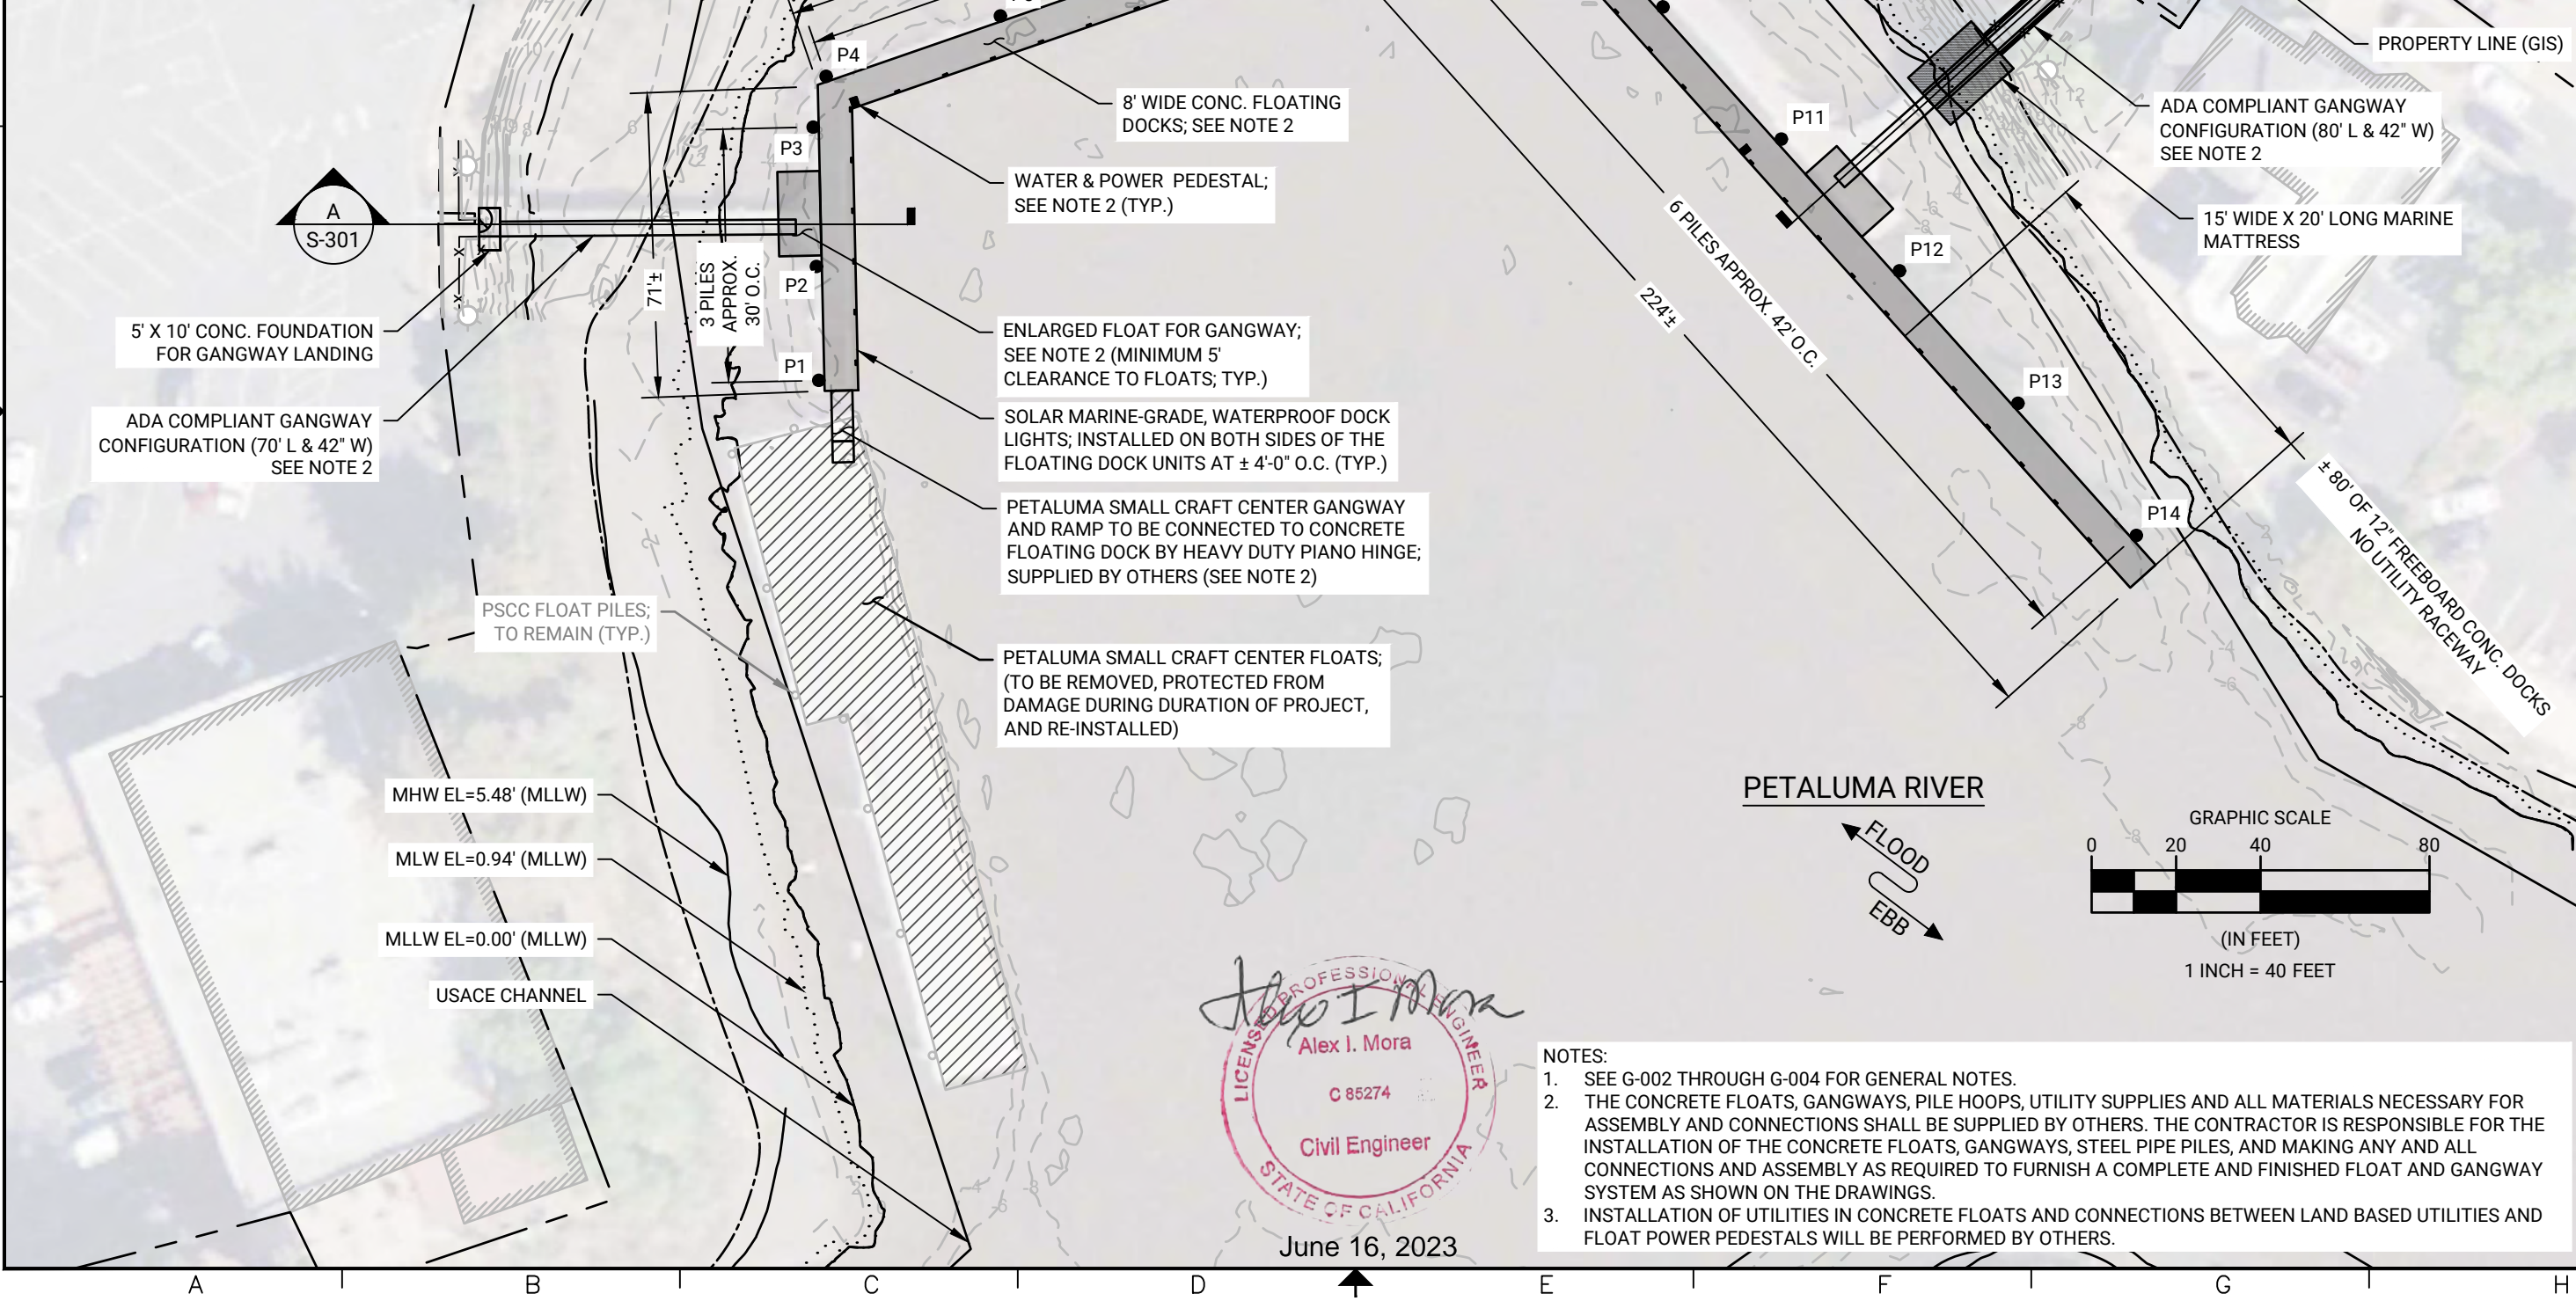 P4
P3
P2
P1
A
S-301
71'±
3 PILES
APPROX.
30' O.C.
5' X 10' CONC. FOUNDATION
FOR GANGWAY LANDING
ADA COMPLIANT GANGWAY
CONFIGURATION (70' L & 42" W)
SEE NOTE 2
8' WIDE CONC. FLOATING
DOCKS; SEE NOTE 2
WATER & POWER PEDESTAL;
SEE NOTE 2 (TYP.)
ENLARGED FLOAT FOR GANGWAY;
SEE NOTE 2 (MINIMUM 5'
CLEARANCE TO FLOATS; TYP.)
SOLAR MARINE-GRADE, WATERPROOF DOCK
LIGHTS; INSTALLED ON BOTH SIDES OF THE
FLOATING DOCK UNITS AT ± 4'-0" O.C. (TYP.)
PETALUMA SMALL CRAFT CENTER GANGWAY
AND RAMP TO BE CONNECTED TO CONCRETE
FLOATING DOCK BY HEAVY DUTY PIANO HINGE;
SUPPLIED BY OTHERS (SEE NOTE 2)
PSCC FLOAT PILES;
TO REMAIN (TYP.)
PETALUMA SMALL CRAFT CENTER FLOATS;
(TO BE REMOVED, PROTECTED FROM
DAMAGE DURING DURATION OF PROJECT,
AND RE-INSTALLED)
MHW EL=5.48' (MLLW)
MLW EL=0.94' (MLLW)
MLLW EL=0.00' (MLLW)
USACE CHANNEL
PROPERTY LINE (GIS)
ADA COMPLIANT GANGWAY
CONFIGURATION (80' L & 42" W)
SEE NOTE 2
15' WIDE X 20' LONG MARINE
MATTRESS
P11
P12
P13
P14
6 PILES APPROX. 42' O.C.
224'±
± 80' OF 12" FREEBOARD CONC. DOCKS
NO UTILITY RACEWAY
PETALUMA RIVER
FLOOD
EBB
GRAPHIC SCALE
0 20 40 80
(IN FEET)
1 INCH = 40 FEET
Alex I Mora
LICENSED PROFESSIONAL ENGINEER
Alex I. Mora
C 85274
Civil Engineer
STATE OF CALIFORNIA
June 16, 2023
NOTES:
1. SEE G-002 THROUGH G-004 FOR GENERAL NOTES.
2. THE CONCRETE FLOATS, GANGWAYS, PILE HOOPS, UTILITY SUPPLIES AND ALL MATERIALS NECESSARY FOR
ASSEMBLY AND CONNECTIONS SHALL BE SUPPLIED BY OTHERS. THE CONTRACTOR IS RESPONSIBLE FOR THE
INSTALLATION OF THE CONCRETE FLOATS, GANGWAYS, STEEL PIPE PILES, AND MAKING ANY AND ALL
CONNECTIONS AND ASSEMBLY AS REQUIRED TO FURNISH A COMPLETE AND FINISHED FLOAT AND GANGWAY
SYSTEM AS SHOWN ON THE DRAWINGS.
3. INSTALLATION OF UTILITIES IN CONCRETE FLOATS AND CONNECTIONS BETWEEN LAND BASED UTILITIES AND
FLOAT POWER PEDESTALS WILL BE PERFORMED BY OTHERS.
A B C D E F G H